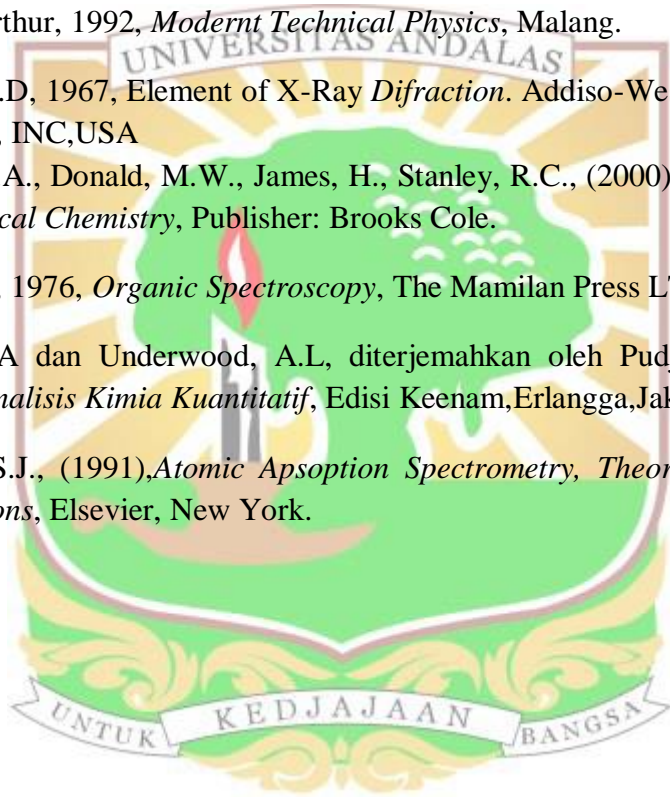 rthur, 1992, Modernt Technical Physics, Malang.
UNIVERSITAS ANDALAS
.D, 1967, Element of X-Ray Difraction. Addiso-We
, INC,USA
A., Donald, M.W., James, H., Stanley, R.C., (2000)
cal Chemistry, Publisher: Brooks Cole.
, 1976, Organic Spectroscopy, The Mamilan Press L
A dan Underwood, A.L, diterjemahkan oleh Pudj
nalisis Kimia Kuantitatif, Edisi Keenam,Erlangga,Jak
S.J., (1991),Atomic Apsoption Spectrometry, Theor
ons, Elsevier, New York.
UNTUK KEDJAJAAN BANGSA